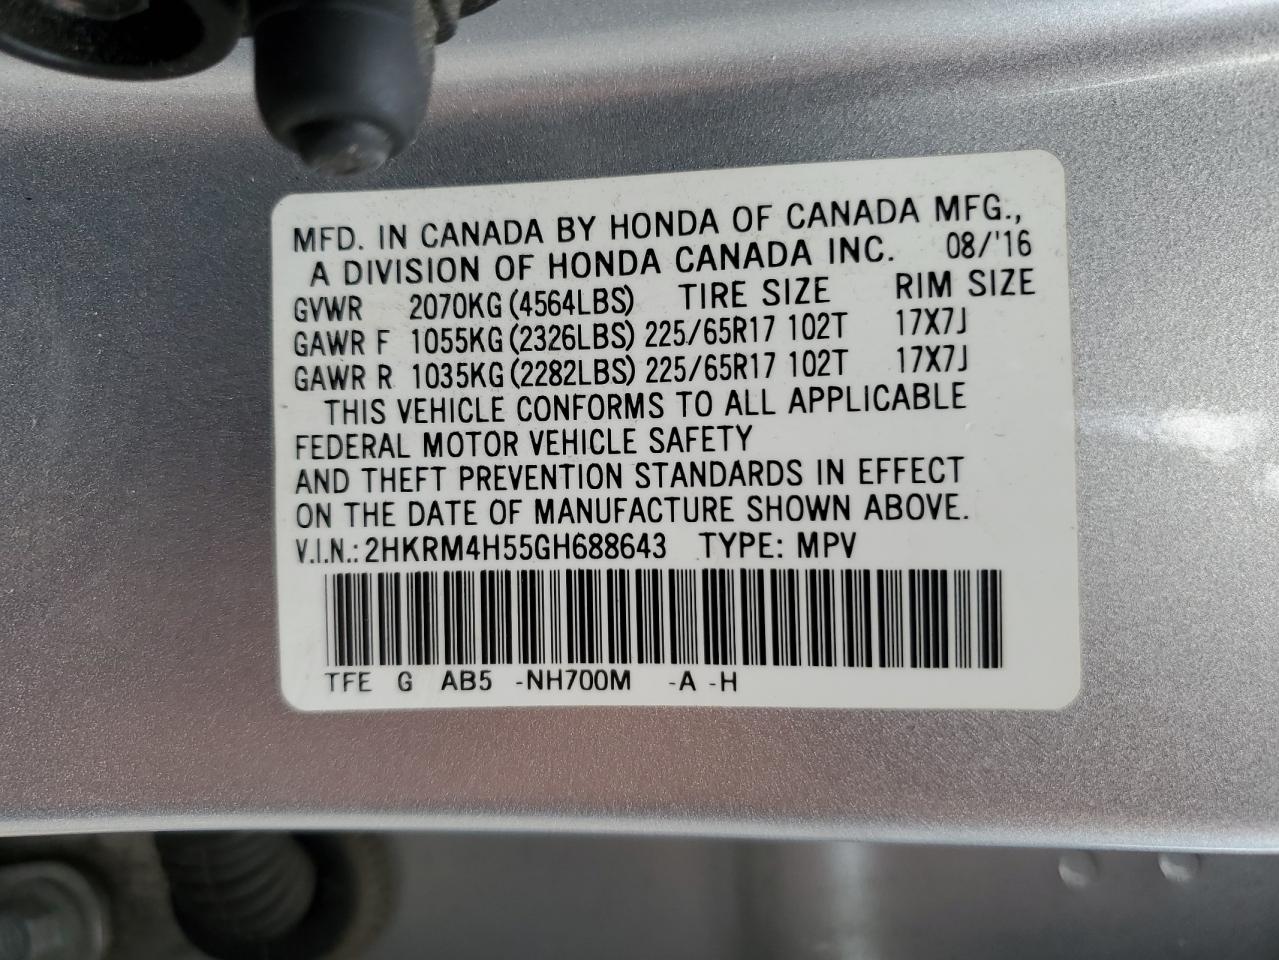 MFD. IN CANADA BY HONDA OF CANADA MFG.,
A DIVISION OF HONDA CANADA INC. 08/'16
GVWR 2070KG (4564LBS) TIRE SIZE RIM SIZE
GAWR F 1055KG (2326LBS) 225/65R17 102T 17X7J
GAWR R 1035KG (2282LBS) 225/65R17 102T 17X7J
THIS VEHICLE CONFORMS TO ALL APPLICABLE
FEDERAL MOTOR VEHICLE SAFETY
AND THEFT PREVENTION STANDARDS IN EFFECT
ON THE DATE OF MANUFACTURE SHOWN ABOVE.
V.I.N.: 2HKRM4H55GH688643 TYPE: MPV
TFE G AB5 -NH700M -A -H